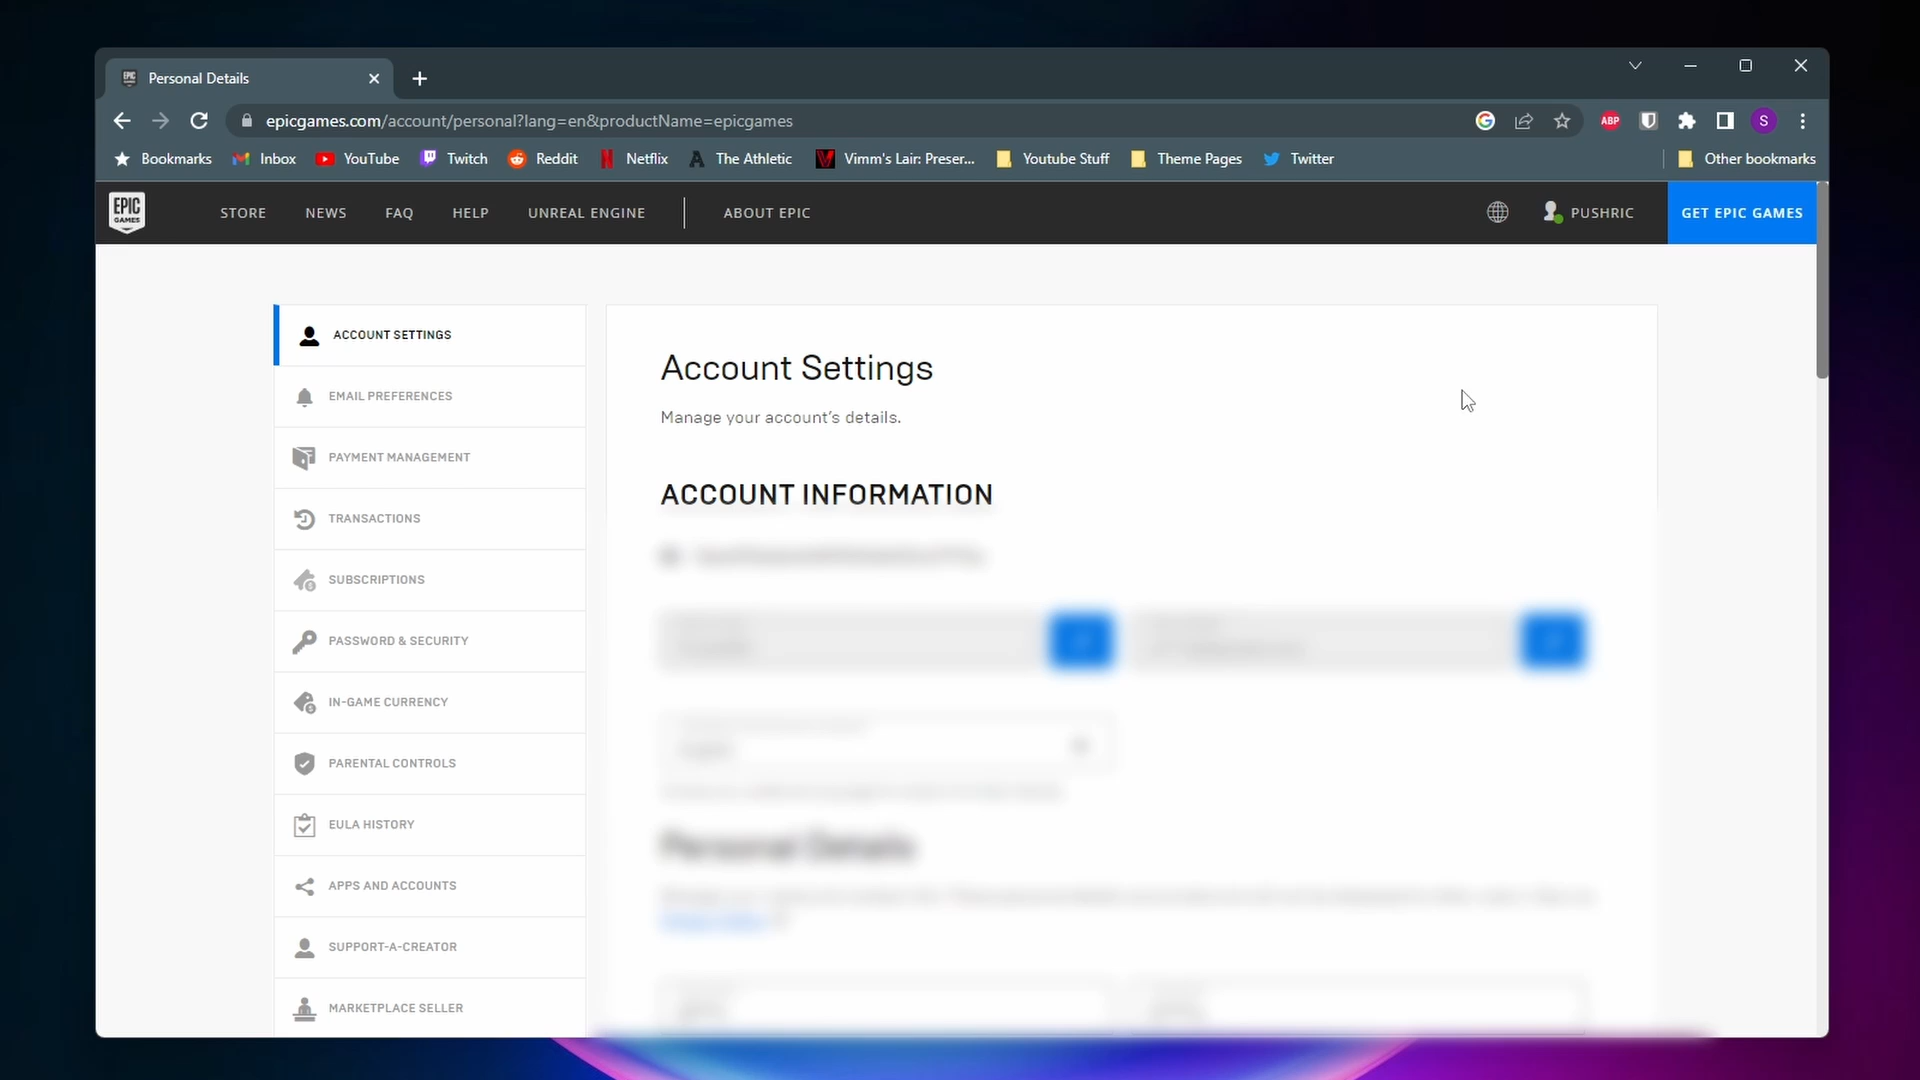 Personal Details
epicgames.com/account/personal?lang=en&productName=epicgames
ABP
S
Bookmarks Inbox YouTube Twitch Reddit Netflix The Athletic Vimm's Lair: Preser... Youtube Stuff Theme Pages Twitter Other bookmarks
EPIC GAMES
STORE NEWS FAQ HELP UNREAL ENGINE ABOUT EPIC PUSHRIC GET EPIC GAMES
ACCOUNT SETTINGS
EMAIL PREFERENCES
PAYMENT MANAGEMENT
TRANSACTIONS
SUBSCRIPTIONS
PASSWORD & SECURITY
IN-GAME CURRENCY
PARENTAL CONTROLS
EULA HISTORY
APPS AND ACCOUNTS
SUPPORT-A-CREATOR
MARKETPLACE SELLER
Account Settings
Manage your account's details.
ACCOUNT INFORMATION
Personal Details